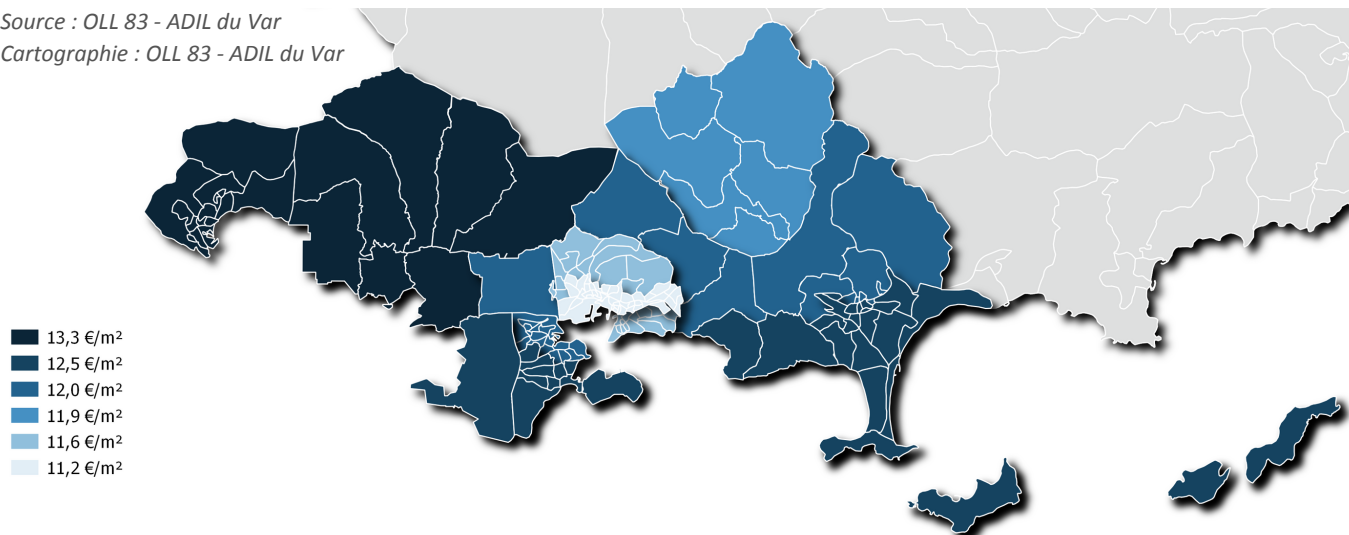 Source : OLL 83 - ADIL du Var
Cartographie : OLL 83 - ADIL du Var
13,3 €/m²
12,5 €/m²
12,0 €/m²
11,9 €/m²
11,6 €/m²
11,2 €/m²